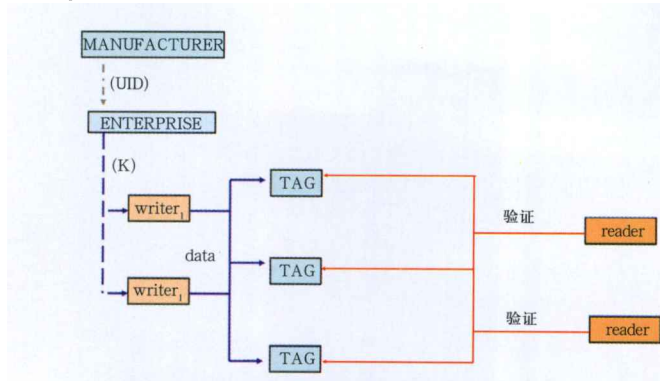 MANUFACTURER
(UID)
ENTERPRISE
(K)
TAG
writer₁
验证
reader
data
TAG
writer₁
验证
reader
TAG